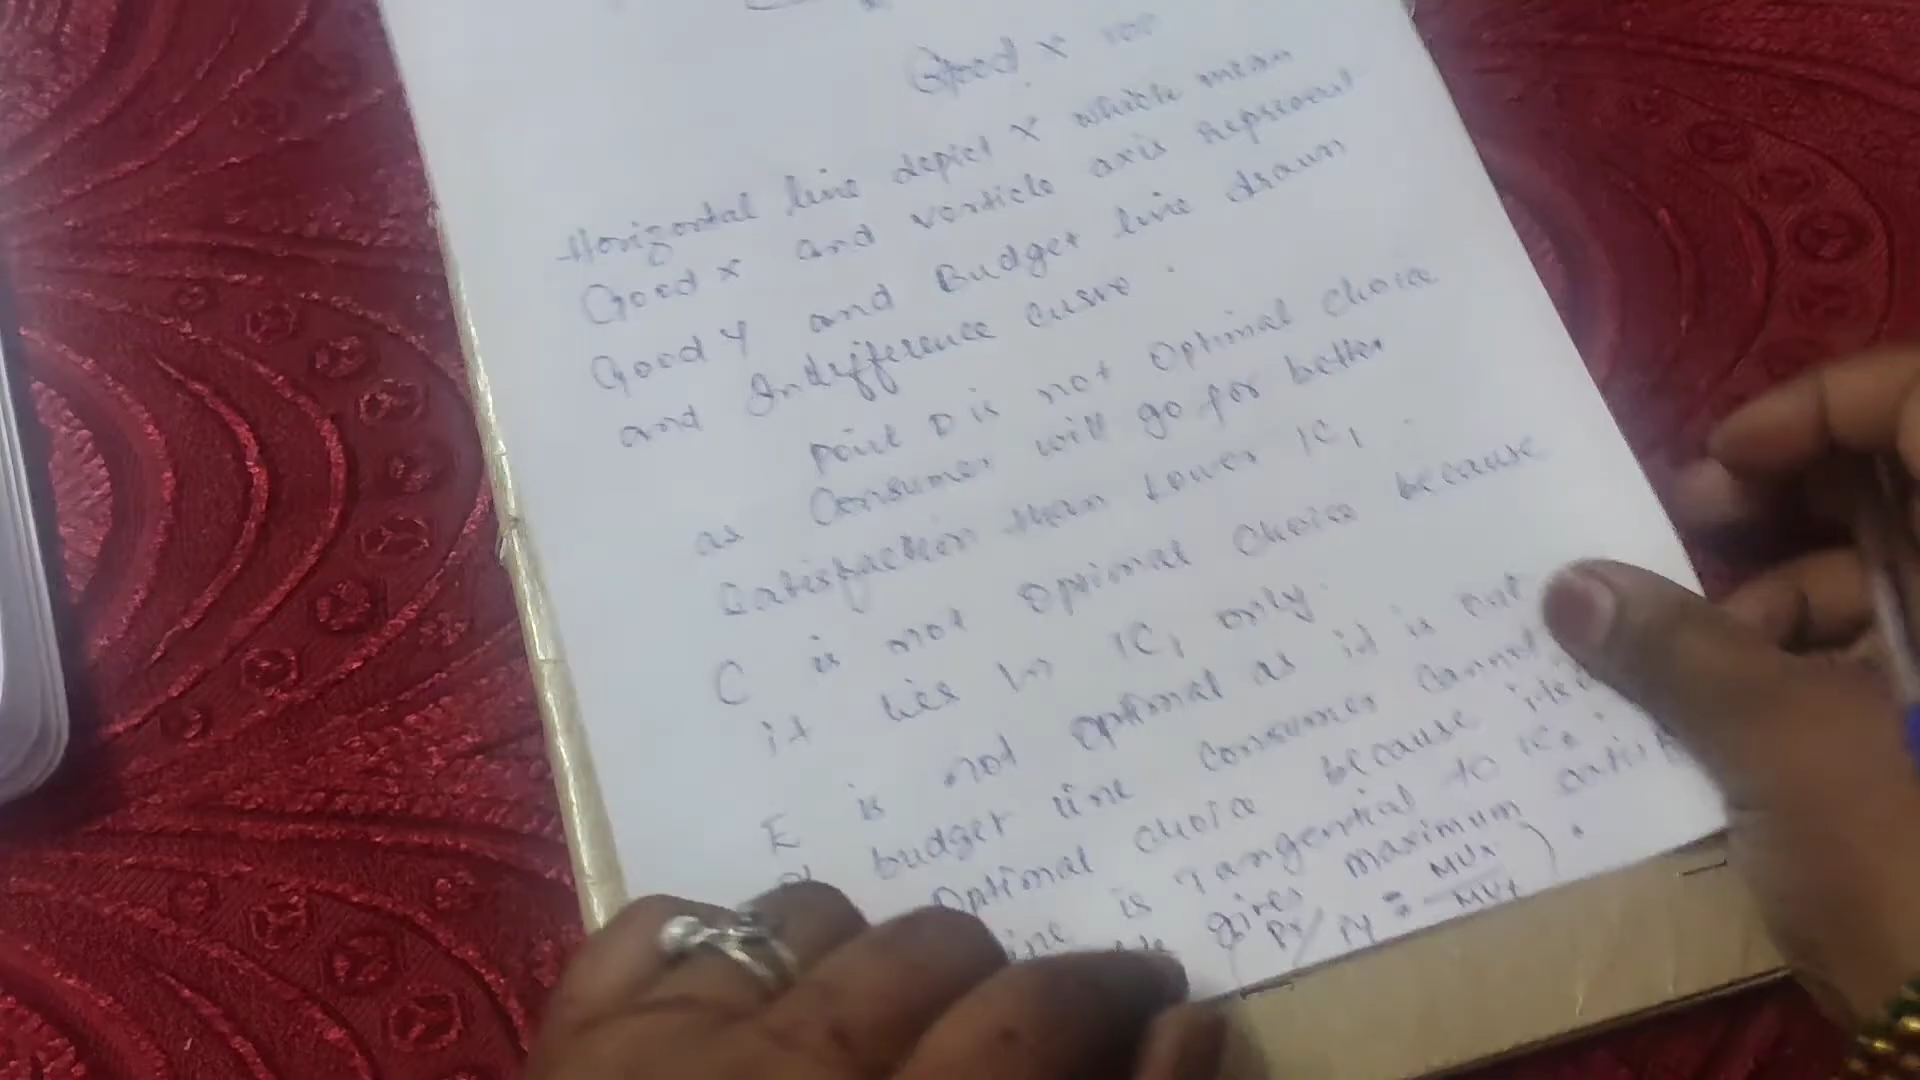 Good x
Horizontal line depict X which mean
Good x and verticle axis represent
Good Y and Budget line drawn
and Indifference curve.
point D is not optimal choice
as Consumer will go for better
Satisfaction than Lower IC1.
C is not optimal choice because
it lies in IC1 only.
E is not optimal as it is out
of budget line consumer cannot
Optimal choice because
is Tangential to IC2
gives maximum
(Px/PY = MUx/MUY).